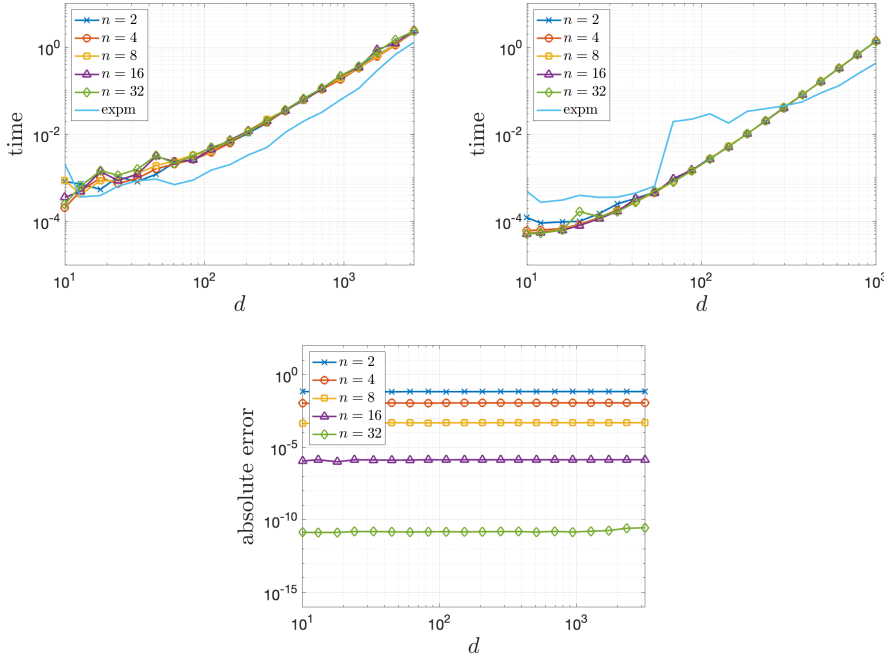 n = 2
n = 4
n = 8
n = 16
n = 32
expm
10^0
10^-2
10^-4
time
10^1
10^2
10^3
d
n = 2
n = 4
n = 8
n = 16
n = 32
expm
10^0
10^-2
10^-4
time
10^1
10^2
10^3
d
n = 2
n = 4
n = 8
n = 16
n = 32
10^0
10^-5
10^-10
10^-15
absolute error
10^1
10^2
10^3
d